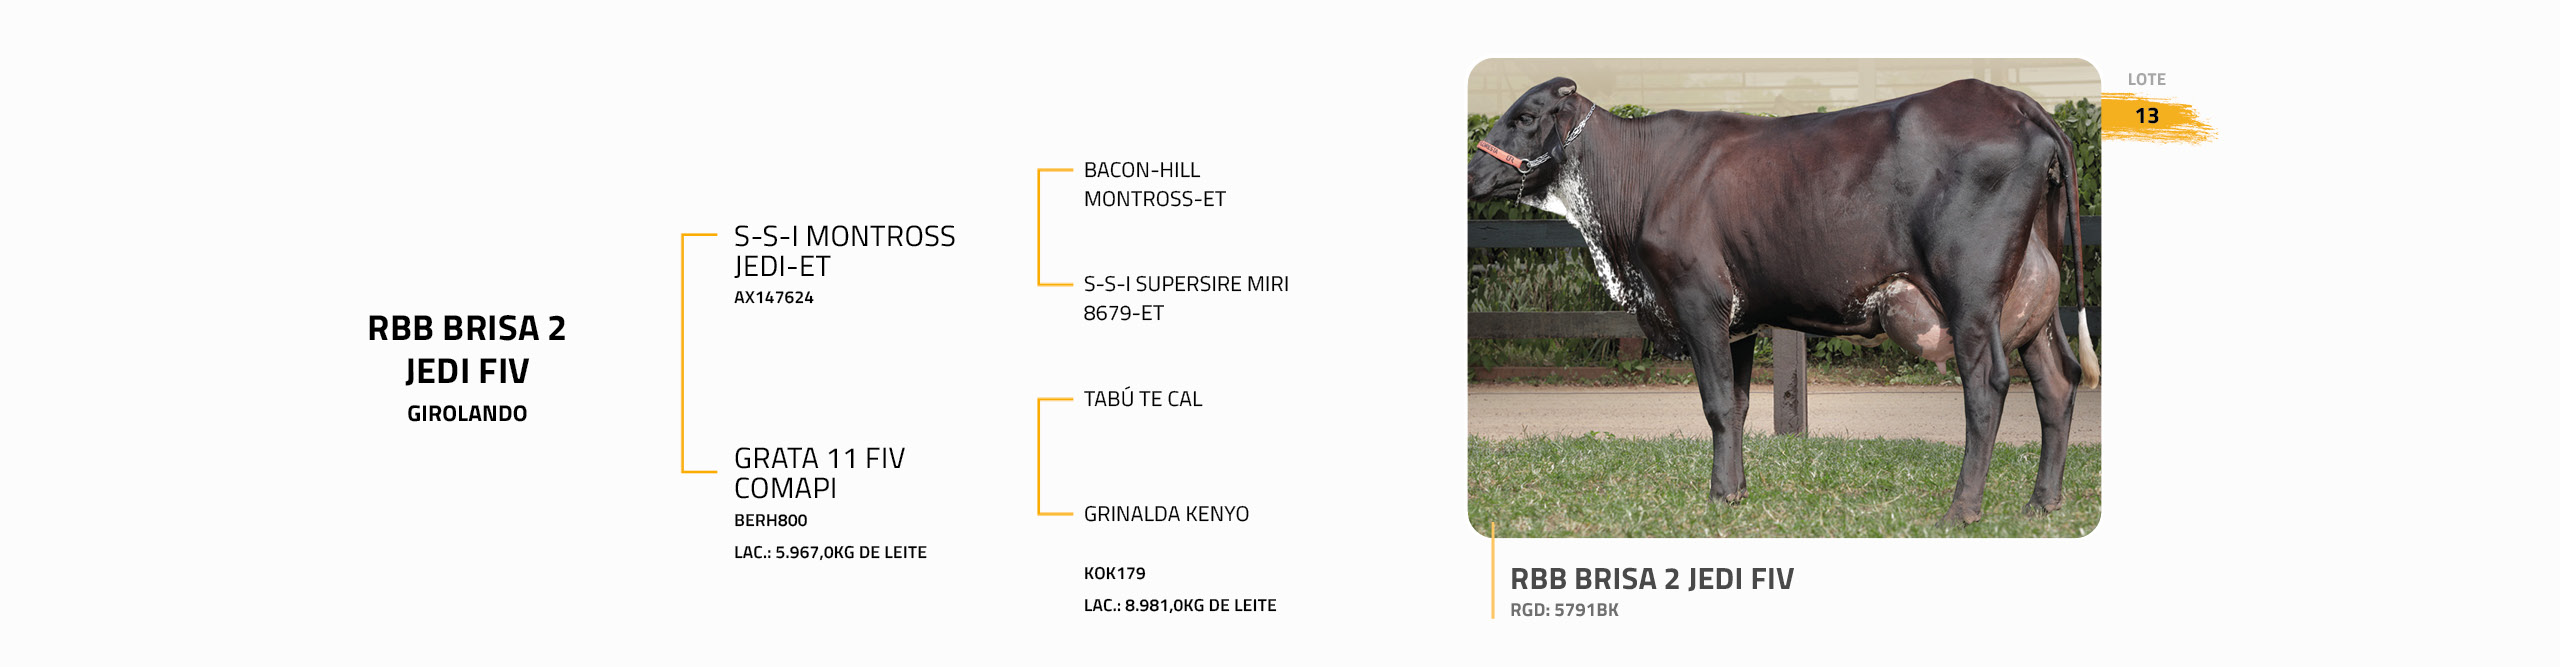 RBB BRISA 2
JEDI FIV
GIROLANDO
S-S-I MONTROSS
JEDI-ET
AX147624
GRATA 11 FIV
COMAPI
BERH800
LAC.: 5.967,0KG DE LEITE
BACON-HILL
MONTROSS-ET
S-S-I SUPERSIRE MIRI
8679-ET
TABÚ TE CAL
GRINALDA KENYO
KOK179
LAC.: 8.981,0KG DE LEITE
LOTE
13
RBB BRISA 2 JEDI FIV
RGD: 5791BK